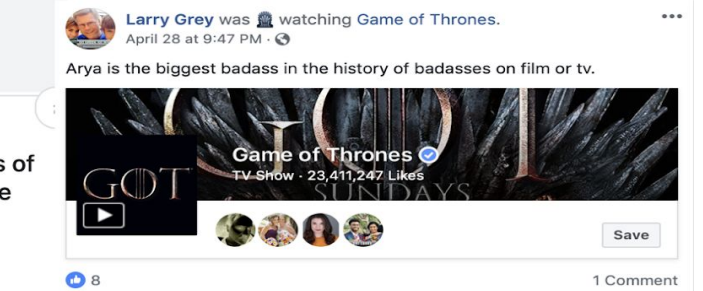 Larry Grey was watching Game of Thrones.
April 28 at 9:47 PM ·
Arya is the biggest badass in the history of badasses on film or tv.
s of
e
GOT
Game of Thrones
TV Show · 23,411,247 Likes
SUNDAYS
Save
8
1 Comment